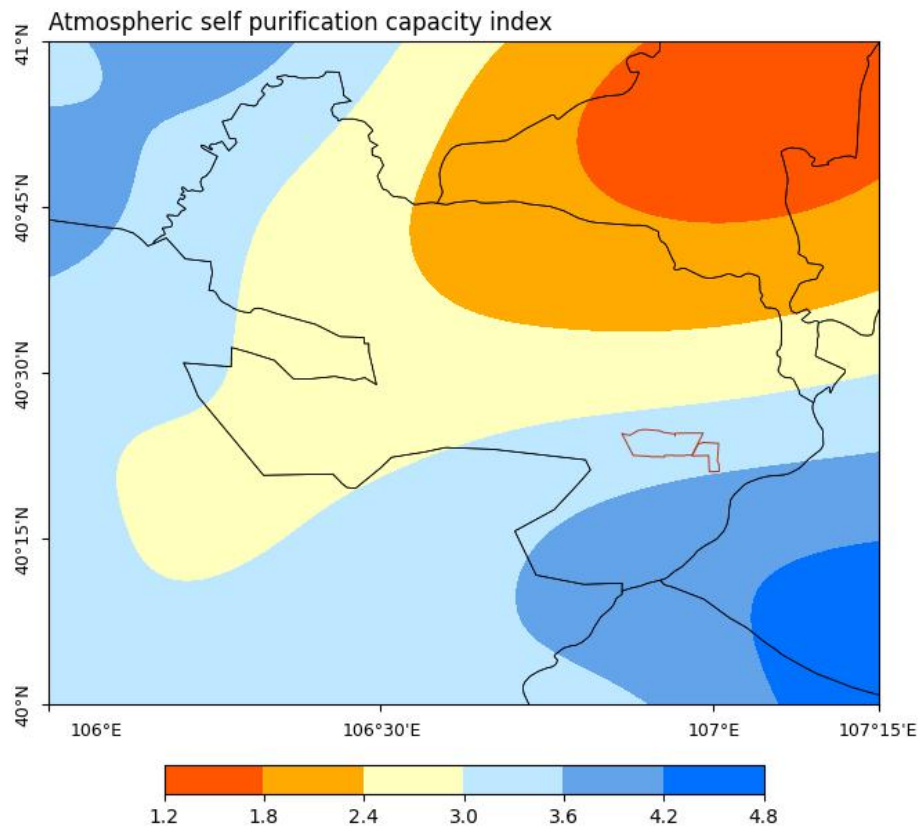 Atmospheric self purification capacity index
41°N
40°45'N
40°30'N
40°15'N
40°N
106°E 106°30'E 107°E 107°15'E
1.2 1.8 2.4 3.0 3.6 4.2 4.8